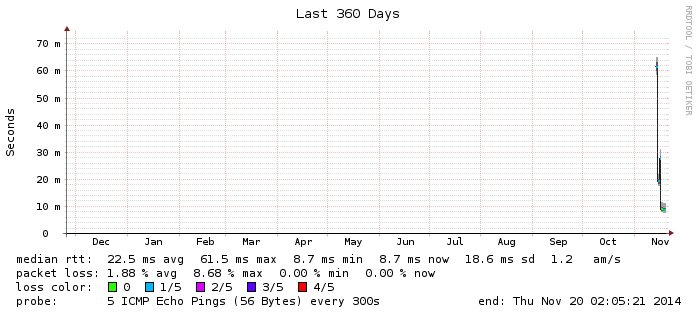 Last 360 Days
RRDTOOL / TOBI OETIKER
Seconds
70 m
60 m
50 m
40 m
30 m
20 m
10 m
0
Dec Jan Feb Mar Apr May Jun Jul Aug Sep Oct Nov
median rtt: 22.5 ms avg 61.5 ms max 8.7 ms min 8.7 ms now 18.6 ms sd 1.2 am/s
packet loss: 1.88 % avg 8.68 % max 0.00 % min 0.00 % now
loss color: 0 1/5 2/5 3/5 4/5
probe: 5 ICMP Echo Pings (56 Bytes) every 300s end: Thu Nov 20 02:05:21 2014